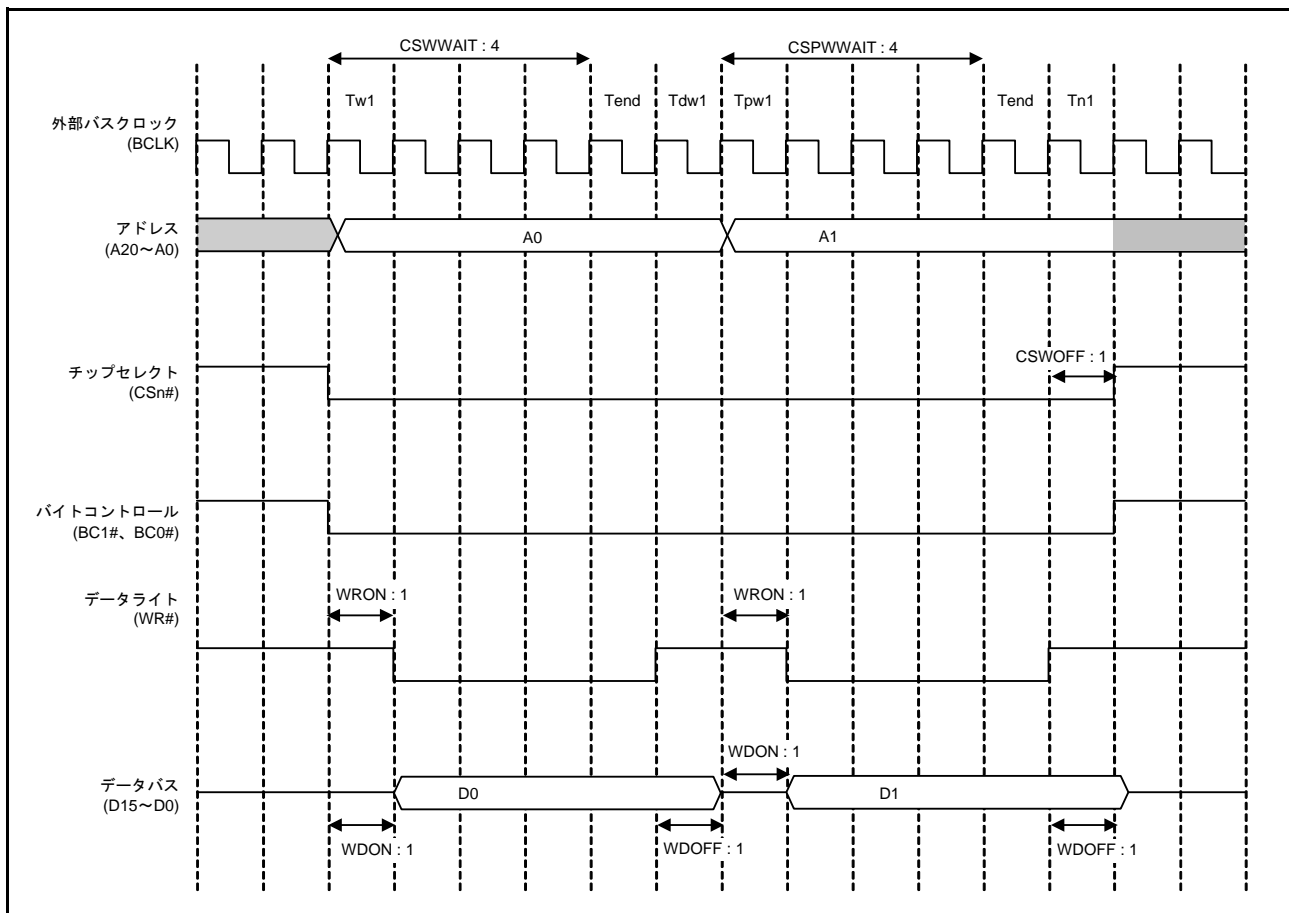 CSWWAIT : 4
CSPWWAIT : 4
Tw1
Tend
Tdw1
Tpw1
Tend
Tn1
外部バスクロック
(BCLK)
アドレス
(A20～A0)
A0
A1
チップセレクト
(CSn#)
CSWOFF : 1
バイトコントロール
(BC1#、BC0#)
データライト
(WR#)
WRON : 1
WRON : 1
データバス
(D15～D0)
WDON : 1
D0
D1
WDON : 1
WDOFF : 1
WDOFF : 1